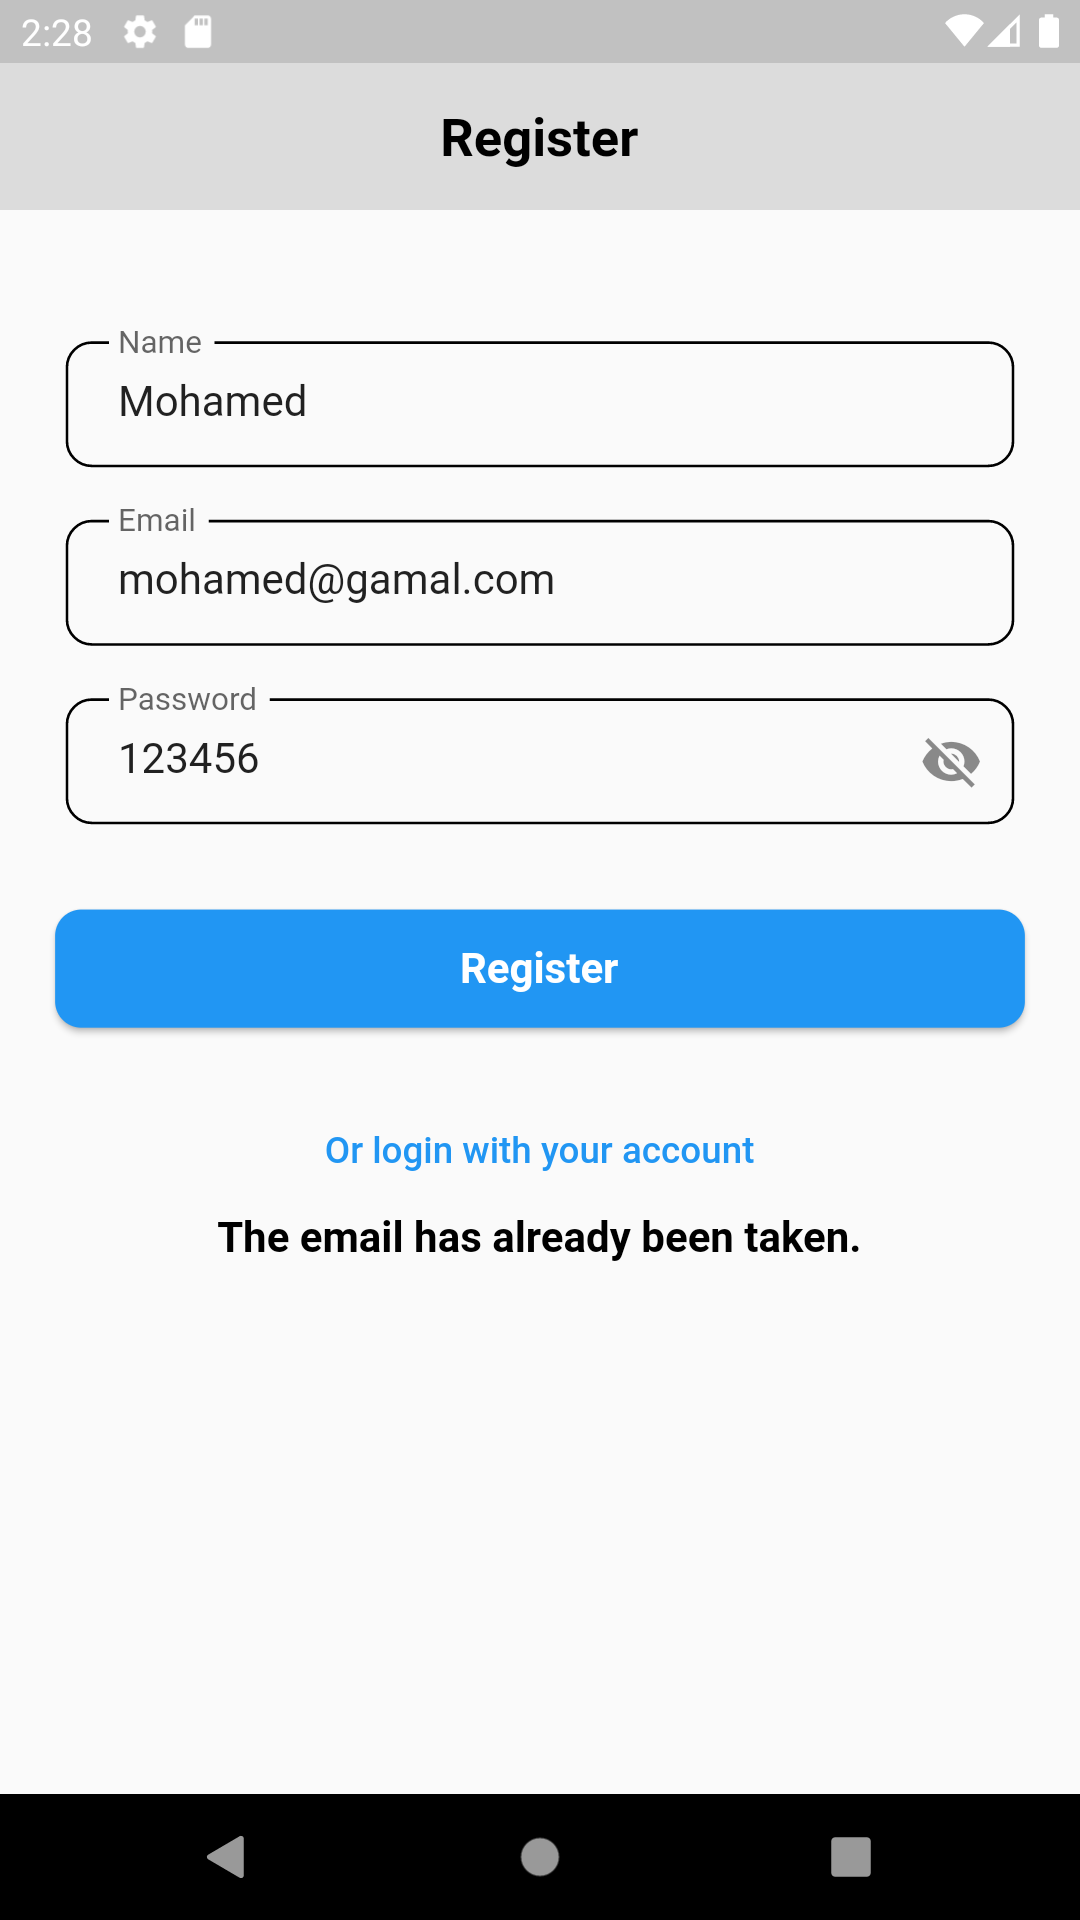 2:28
Register
Name
Mohamed
Email
mohamed@gamal.com
Password
123456
Register
Or login with your account
The email has already been taken.